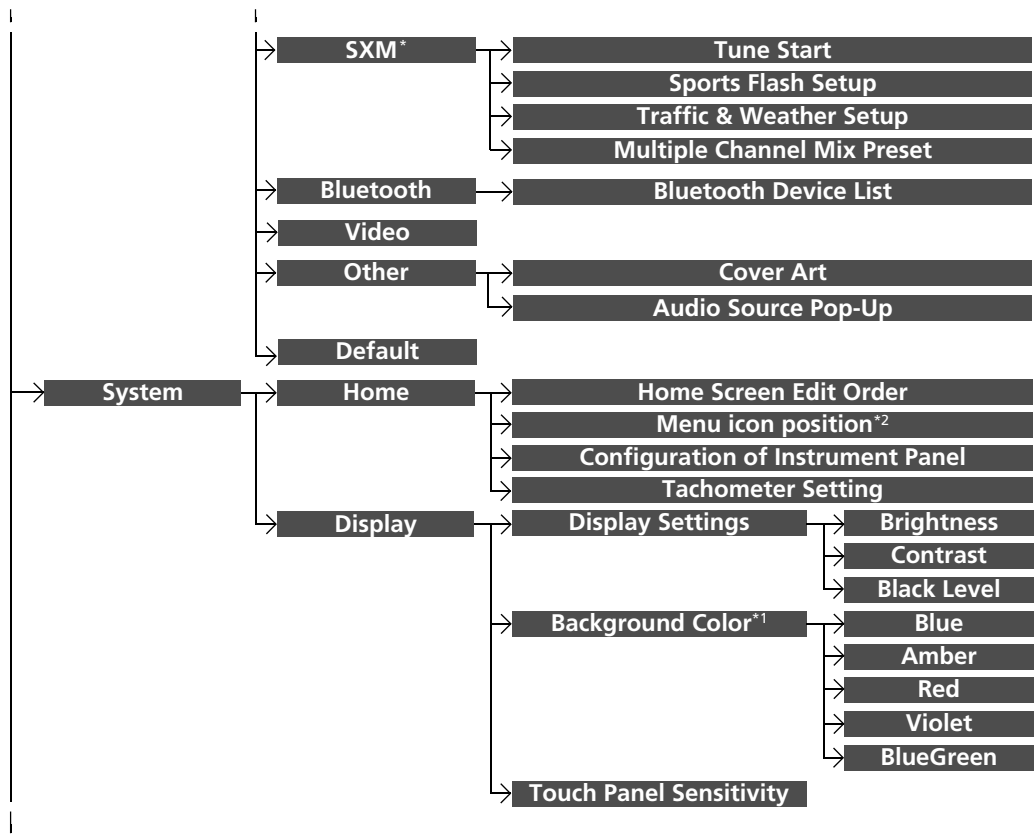 SXM*
Tune Start
Sports Flash Setup
Traffic & Weather Setup
Multiple Channel Mix Preset
Bluetooth
Bluetooth Device List
Video
Other
Cover Art
Audio Source Pop-Up
Default
System
Home
Home Screen Edit Order
Menu icon position*2
Configuration of Instrument Panel
Tachometer Setting
Display
Display Settings
Brightness
Contrast
Black Level
Background Color*1
Blue
Amber
Red
Violet
BlueGreen
Touch Panel Sensitivity